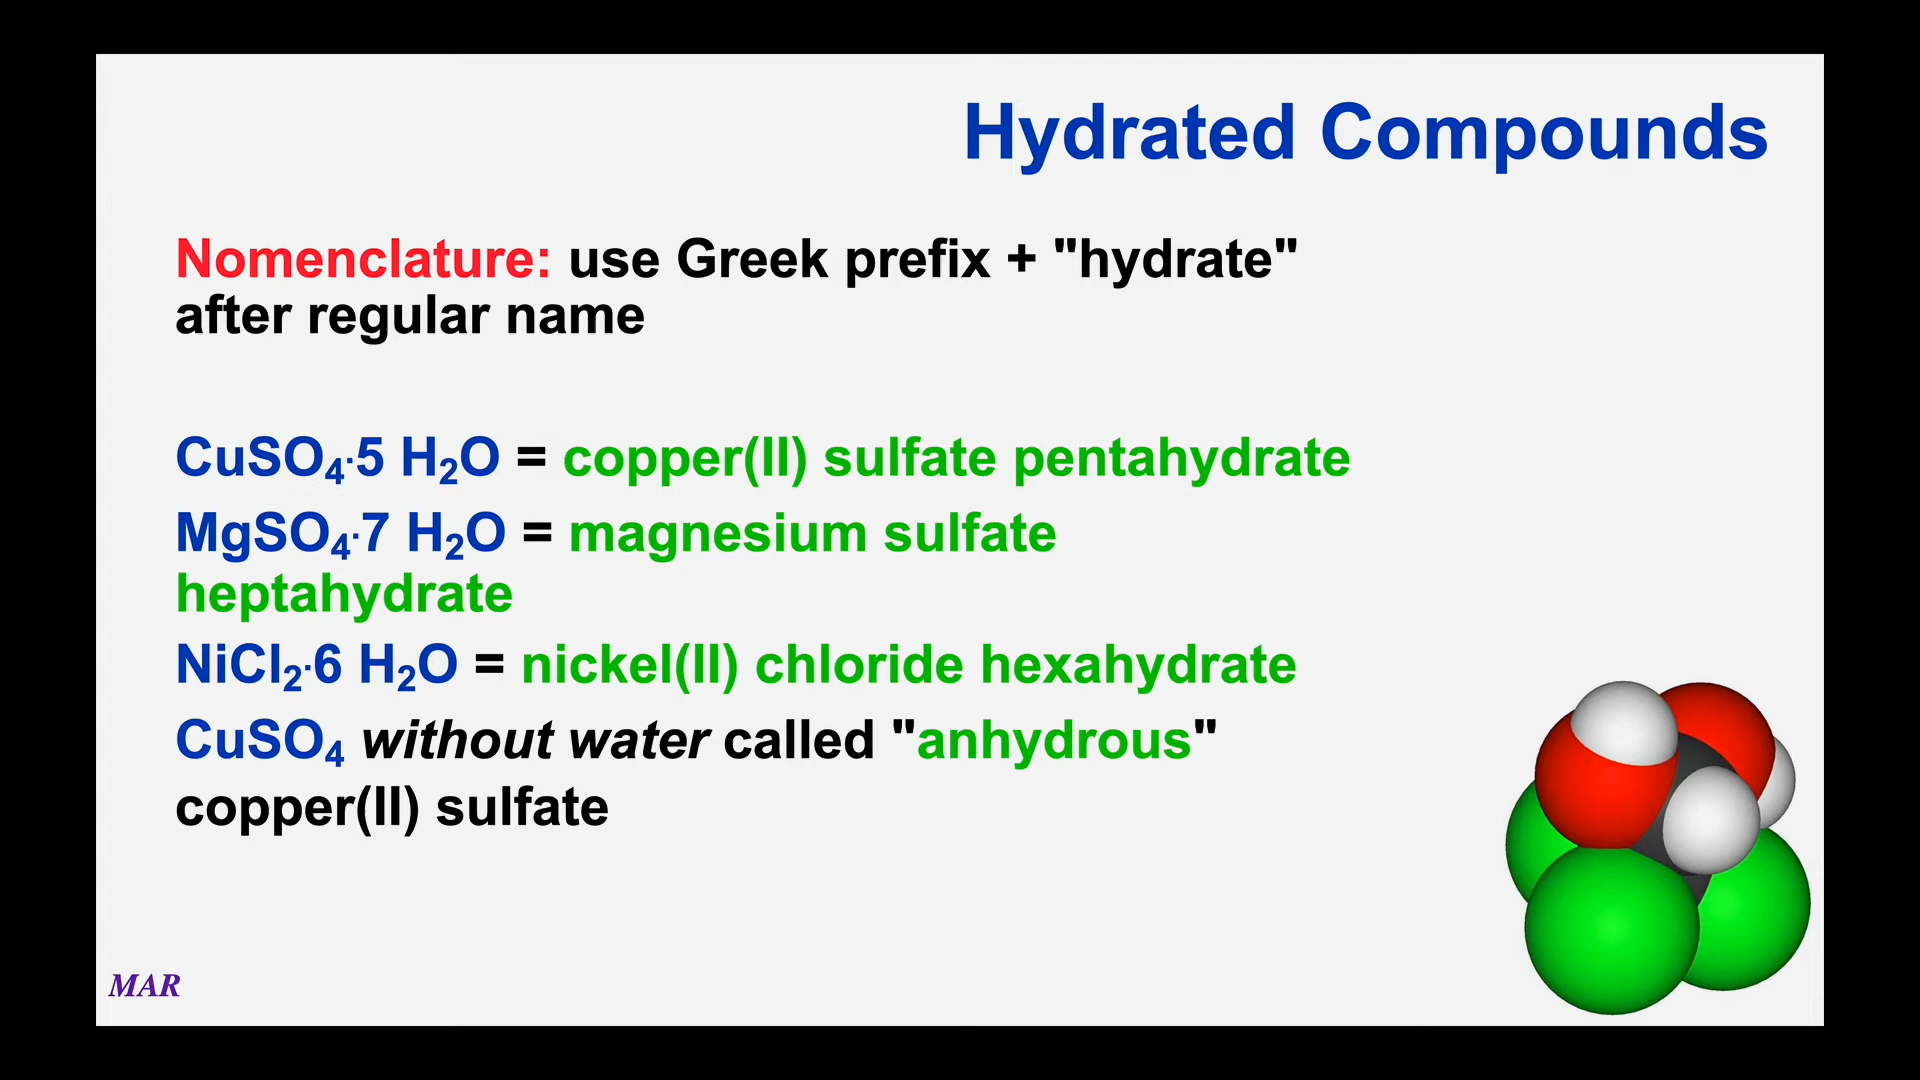 Hydrated Compounds
Nomenclature: use Greek prefix + "hydrate"
after regular name
CuSO₄·5 H₂O = copper(II) sulfate pentahydrate
MgSO₄·7 H₂O = magnesium sulfate
heptahydrate
NiCl₂·6 H₂O = nickel(II) chloride hexahydrate
CuSO₄ without water called "anhydrous"
copper(II) sulfate
MAR